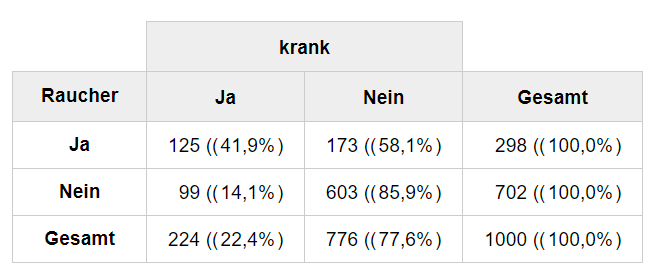 krank
Raucher Ja Nein Gesamt
Ja 125 ((41,9%) 173 ((58,1%) 298 ((100,0%)
Nein 99 ((14,1%) 603 ((85,9%) 702 ((100,0%)
Gesamt 224 ((22,4%) 776 ((77,6%) 1000 ((100,0%)